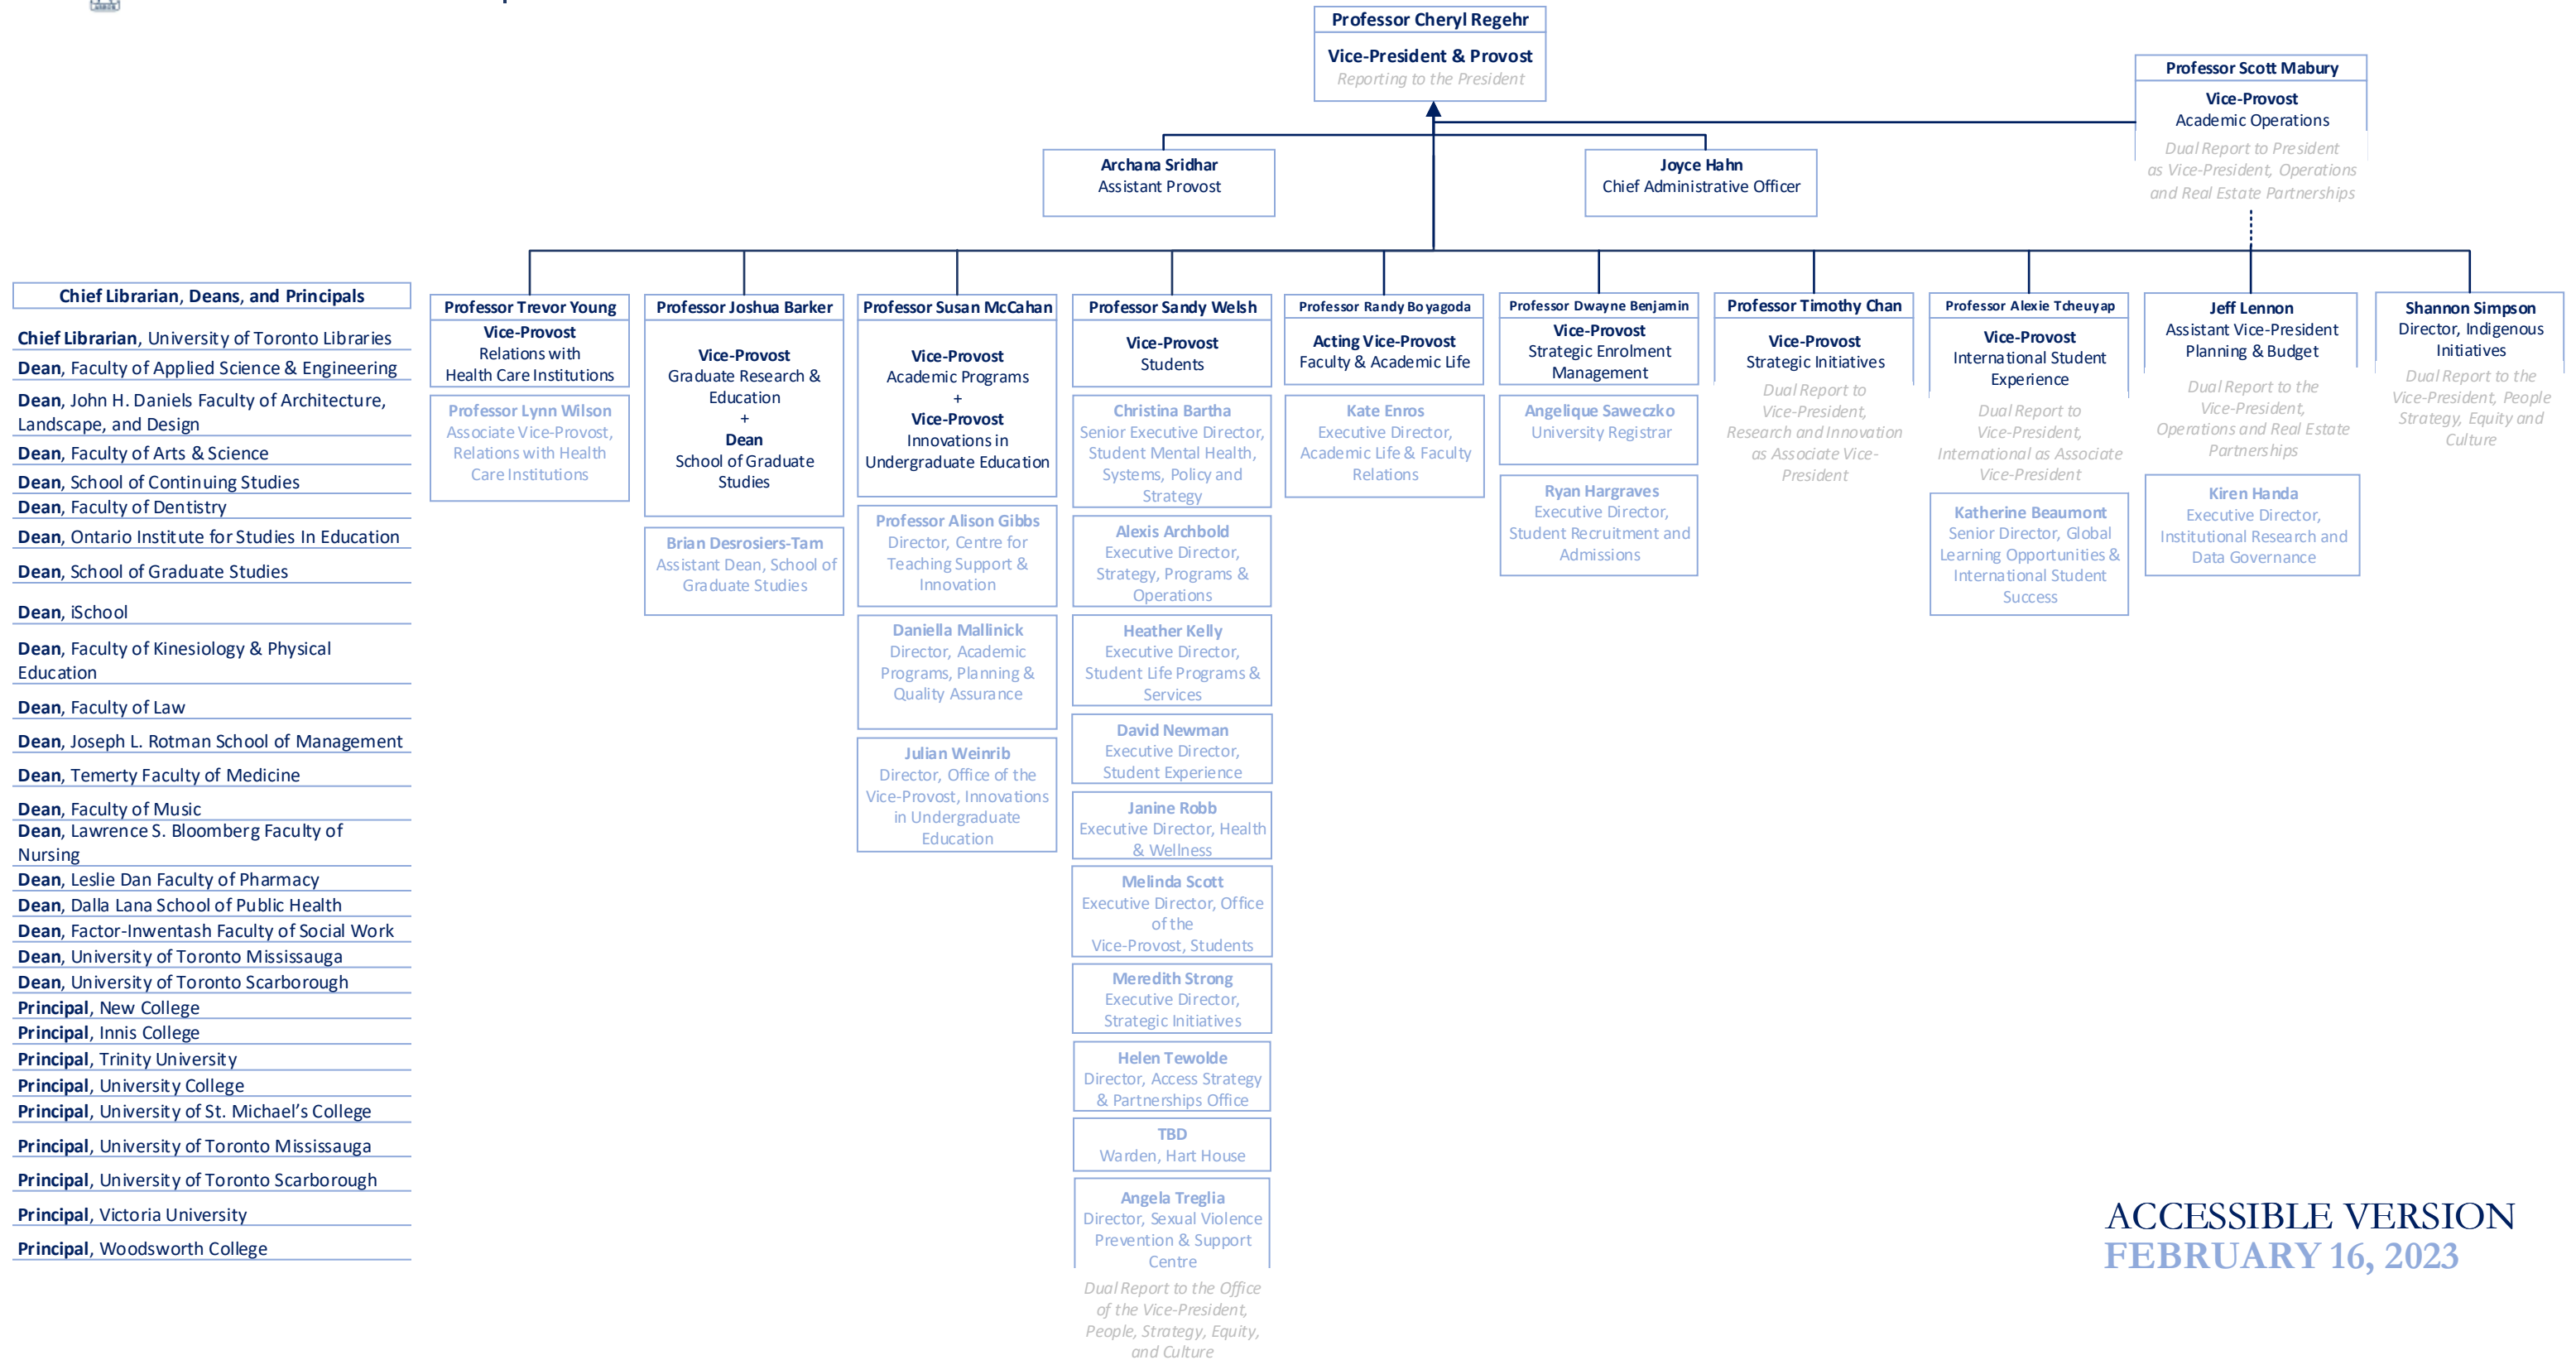 Professor Cheryl Regehr
Vice-President & Provost
Reporting to the President
Professor Scott Mabury
Vice-Provost
Academic Operations
Dual Report to President
as Vice-President, Operations
and Real Estate Partnerships
Archana Sridhar
Assistant Provost
Joyce Hahn
Chief Administrative Officer
Chief Librarian, Deans, and Principals
Chief Librarian, University of Toronto Libraries
Dean, Faculty of Applied Science & Engineering
Dean, John H. Daniels Faculty of Architecture,
Landscape, and Design
Dean, Faculty of Arts & Science
Dean, School of Continuing Studies
Dean, Faculty of Dentistry
Dean, Ontario Institute for Studies In Education
Dean, School of Graduate Studies
Dean, iSchool
Dean, Faculty of Kinesiology & Physical
Education
Dean, Faculty of Law
Dean, Joseph L. Rotman School of Management
Dean, Temerty Faculty of Medicine
Dean, Faculty of Music
Dean, Lawrence S. Bloomberg Faculty of
Nursing
Dean, Leslie Dan Faculty of Pharmacy
Dean, Dalla Lana School of Public Health
Dean, Factor-Inwentash Faculty of Social Work
Dean, University of Toronto Mississauga
Dean, University of Toronto Scarborough
Principal, New College
Principal, Innis College
Principal, Trinity University
Principal, University College
Principal, University of St. Michael’s College
Principal, University of Toronto Mississauga
Principal, University of Toronto Scarborough
Principal, Victoria University
Principal, Woodsworth College
Professor Trevor Young
Vice-Provost
Relations with
Health Care Institutions
Professor Lynn Wilson
Associate Vice-Provost,
Relations with Health
Care Institutions
Professor Joshua Barker
Vice-Provost
Graduate Research &
Education
+
Dean
School of Graduate
Studies
Brian Desrosiers-Tam
Assistant Dean, School of
Graduate Studies
Professor Susan McCahan
Vice-Provost
Academic Programs
+
Vice-Provost
Innovations in
Undergraduate Education
Professor Alison Gibbs
Director, Centre for
Teaching Support &
Innovation
Daniella Mallinick
Director, Academic
Programs, Planning &
Quality Assurance
Julian Weinrib
Director, Office of the
Vice-Provost, Innovations
in Undergraduate
Education
Professor Sandy Welsh
Vice-Provost
Students
Christina Bartha
Senior Executive Director,
Student Mental Health,
Systems, Policy and
Strategy
Alexis Archbold
Executive Director,
Strategy, Programs &
Operations
Heather Kelly
Executive Director,
Student Life Programs &
Services
David Newman
Executive Director,
Student Experience
Janine Robb
Executive Director, Health
& Wellness
Melinda Scott
Executive Director, Office
of the
Vice-Provost, Students
Meredith Strong
Executive Director,
Strategic Initiatives
Helen Tewolde
Director, Access Strategy
& Partnerships Office
TBD
Warden, Hart House
Angela Treglia
Director, Sexual Violence
Prevention & Support
Centre
Dual Report to the Office
of the Vice-President,
People, Strategy, Equity,
and Culture
Professor Randy Boyagoda
Acting Vice-Provost
Faculty & Academic Life
Kate Enros
Executive Director,
Academic Life & Faculty
Relations
Professor Dwayne Benjamin
Vice-Provost
Strategic Enrolment
Management
Angelique Saweczko
University Registrar
Ryan Hargraves
Executive Director,
Student Recruitment and
Admissions
Professor Timothy Chan
Vice-Provost
Strategic Initiatives
Dual Report to
Vice-President,
Research and Innovation
as Associate Vice-
President
Professor Alexie Tcheuyap
Vice-Provost
International Student
Experience
Dual Report to
Vice-President,
International as Associate
Vice-President
Katherine Beaumont
Senior Director, Global
Learning Opportunities &
International Student
Success
Jeff Lennon
Assistant Vice-President
Planning & Budget
Dual Report to the
Vice-President,
Operations and Real Estate
Partnerships
Kiren Handa
Executive Director,
Institutional Research and
Data Governance
Shannon Simpson
Director, Indigenous
Initiatives
Dual Report to the
Vice-President, People
Strategy, Equity and
Culture
ACCESSIBLE VERSION
FEBRUARY 16, 2023